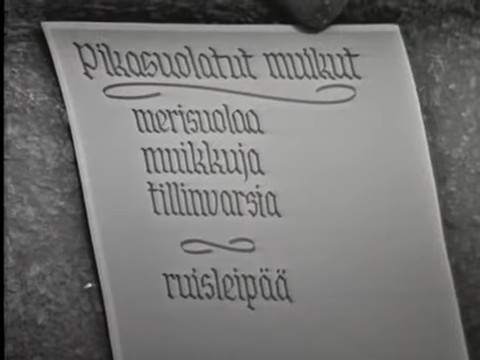 Pikasuolatut muikut
merisuolaa
muikkuja
tillinvarsia
ruisleipää